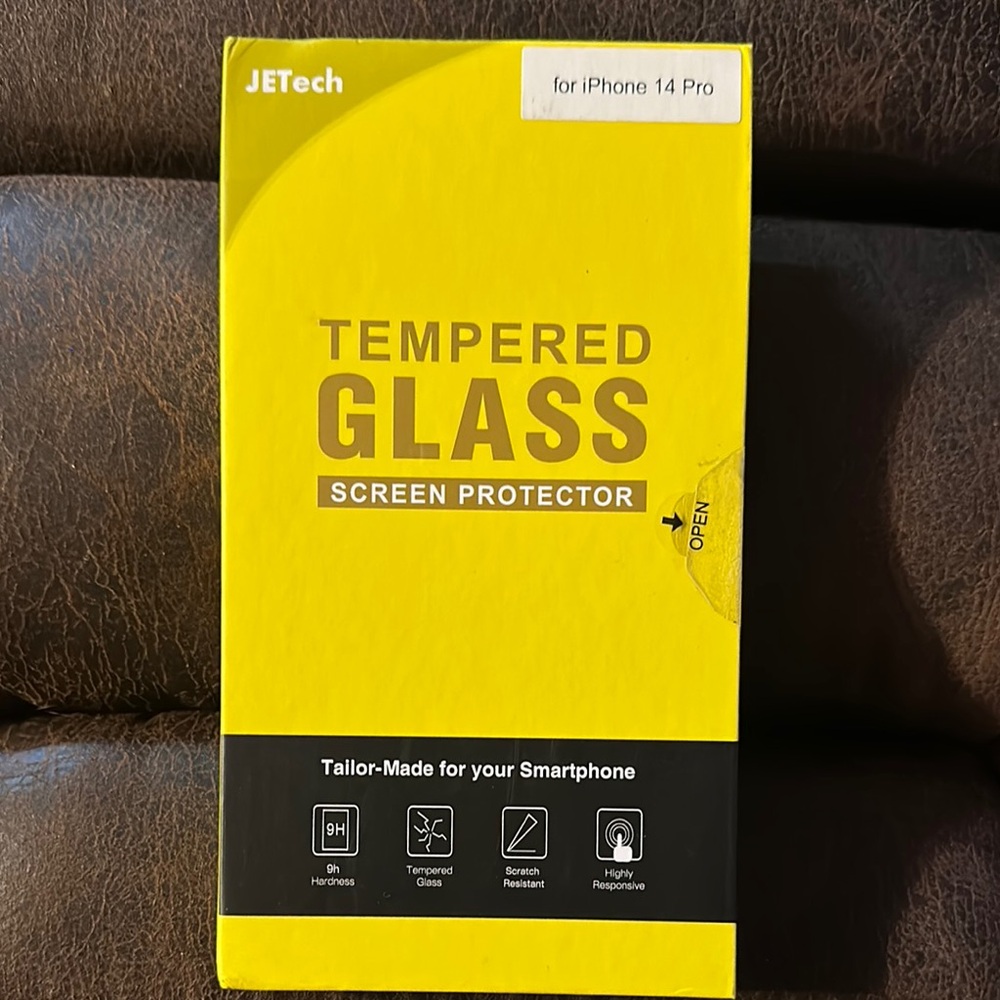 JETech
for iPhone 14 Pro
TEMPERED
GLASS
SCREEN PROTECTOR
OPEN
Tailor-Made for your Smartphone
9H
9h
Hardness
Tempered
Glass
Scratch
Resistant
Highly
Responsive